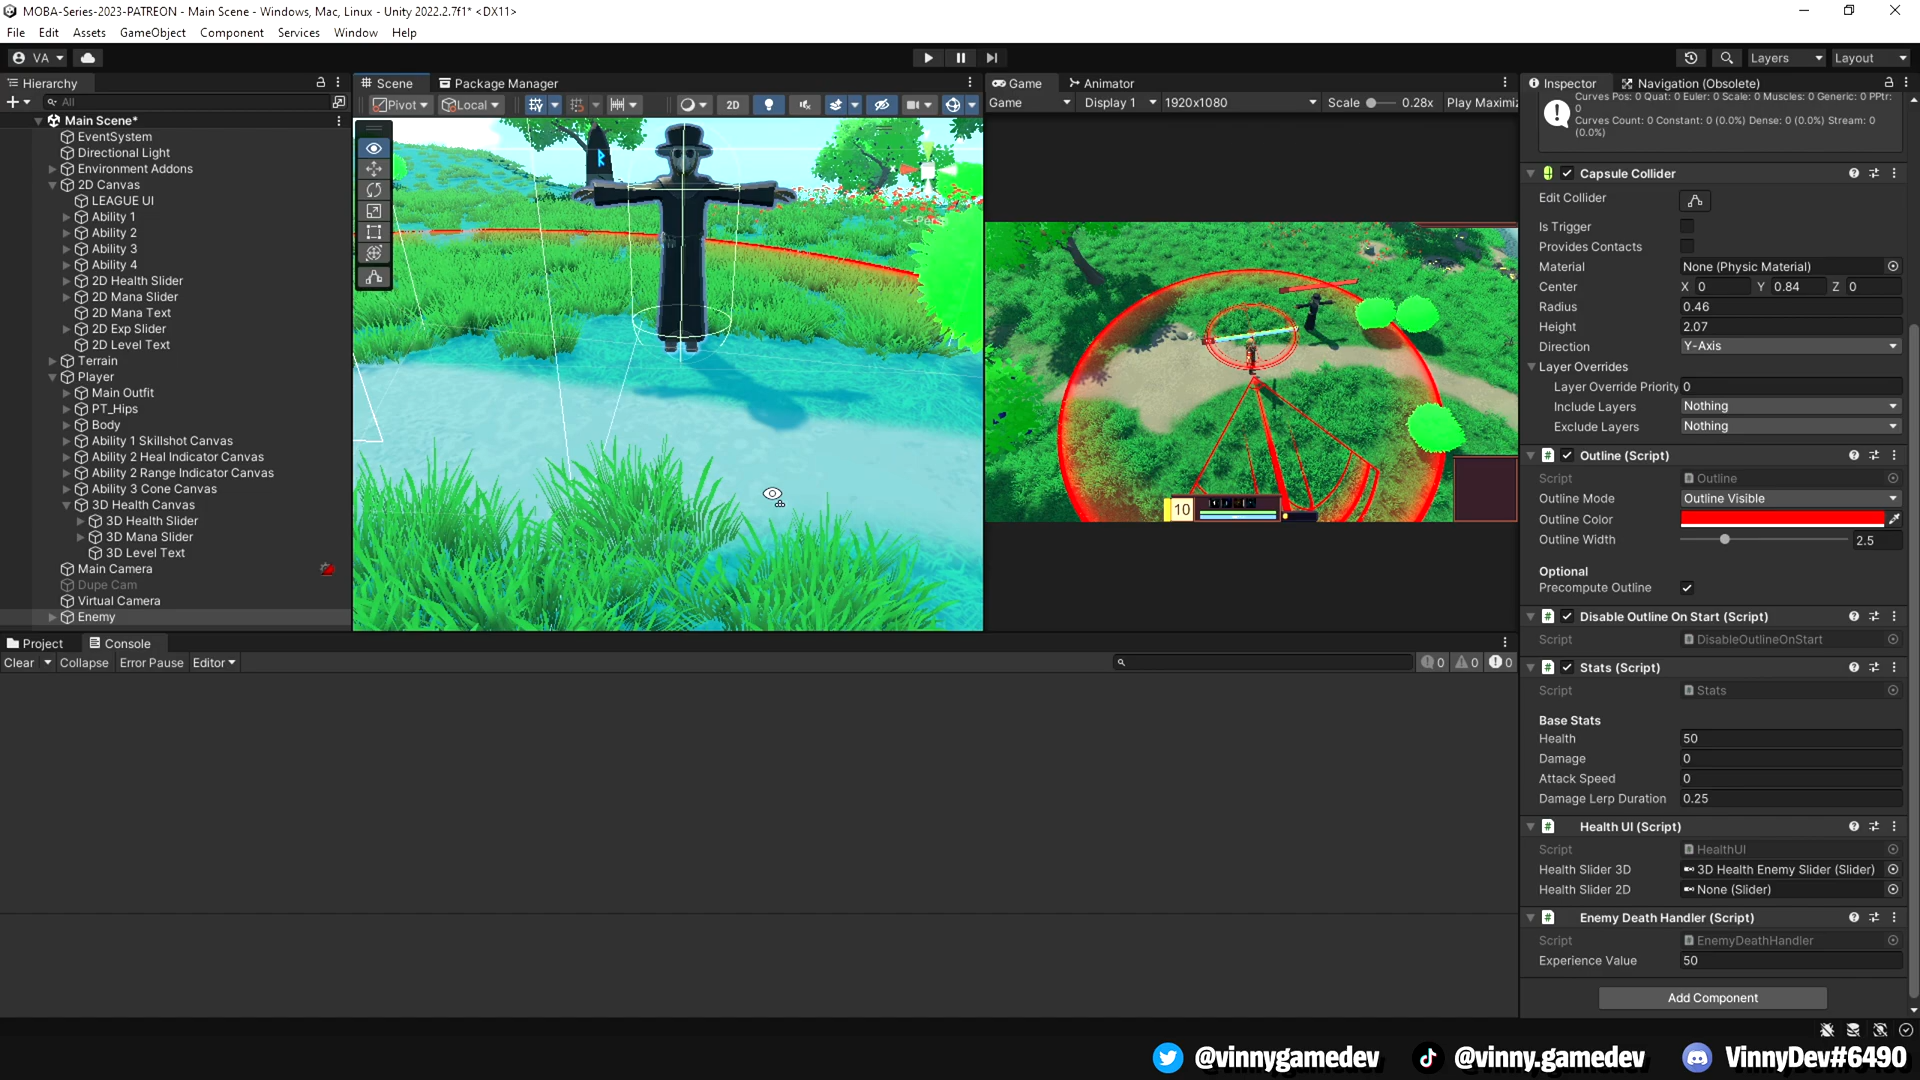 MOBA-Series-2023-PATREON - Main Scene - Windows, Mac, Linux - Unity 2022.2.7f1* <DX11>
File Edit Assets GameObject Component Services Window Help
VA Layers Layout
Hierarchy
All
Main Scene*
EventSystem
Directional Light
Environment Addons
2D Canvas
LEAGUE UI
Ability 1
Ability 2
Ability 3
Ability 4
2D Health Slider
2D Mana Slider
2D Mana Text
2D Exp Slider
2D Level Text
Terrain
Player
Main Outfit
PT_Hips
Body
Ability 1 Skillshot Canvas
Ability 2 Heal Indicator Canvas
Ability 2 Range Indicator Canvas
Ability 3 Cone Canvas
3D Health Canvas
3D Health Slider
3D Mana Slider
3D Level Text
Main Camera
Dupe Cam
Virtual Camera
Enemy
Scene Package Manager
Pivot Local 2D
Game Animator
Game Display 1 1920x1080 Scale 0.28x Play Maximi
10
Project Console
Clear Collapse Error Pause Editor 0 0 0
Inspector Navigation (Obsolete)
Curves Pos: 0 Quat: 0 Euler: 0 Scale: 0 Muscles: 0 Generic: 0 PPtr:
0
Curves Count: 0 Constant: 0 (0.0%) Dense: 0 (0.0%) Stream: 0
(0.0%)
Capsule Collider
Edit Collider
Is Trigger
Provides Contacts
Material None (Physic Material)
Center X 0 Y 0.84 Z 0
Radius 0.46
Height 2.07
Direction Y-Axis
Layer Overrides
Layer Override Priority 0
Include Layers Nothing
Exclude Layers Nothing
Outline (Script)
Script Outline
Outline Mode Outline Visible
Outline Color
Outline Width 2.5
Optional
Precompute Outline
Disable Outline On Start (Script)
Script DisableOutlineOnStart
Stats (Script)
Script Stats
Base Stats
Health 50
Damage 0
Attack Speed 0
Damage Lerp Duration 0.25
Health UI (Script)
Script HealthUI
Health Slider 3D 3D Health Enemy Slider (Slider)
Health Slider 2D None (Slider)
Enemy Death Handler (Script)
Script EnemyDeathHandler
Experience Value 50
Add Component
@vinnygamedev @vinny.gamedev VinnyDev#6490